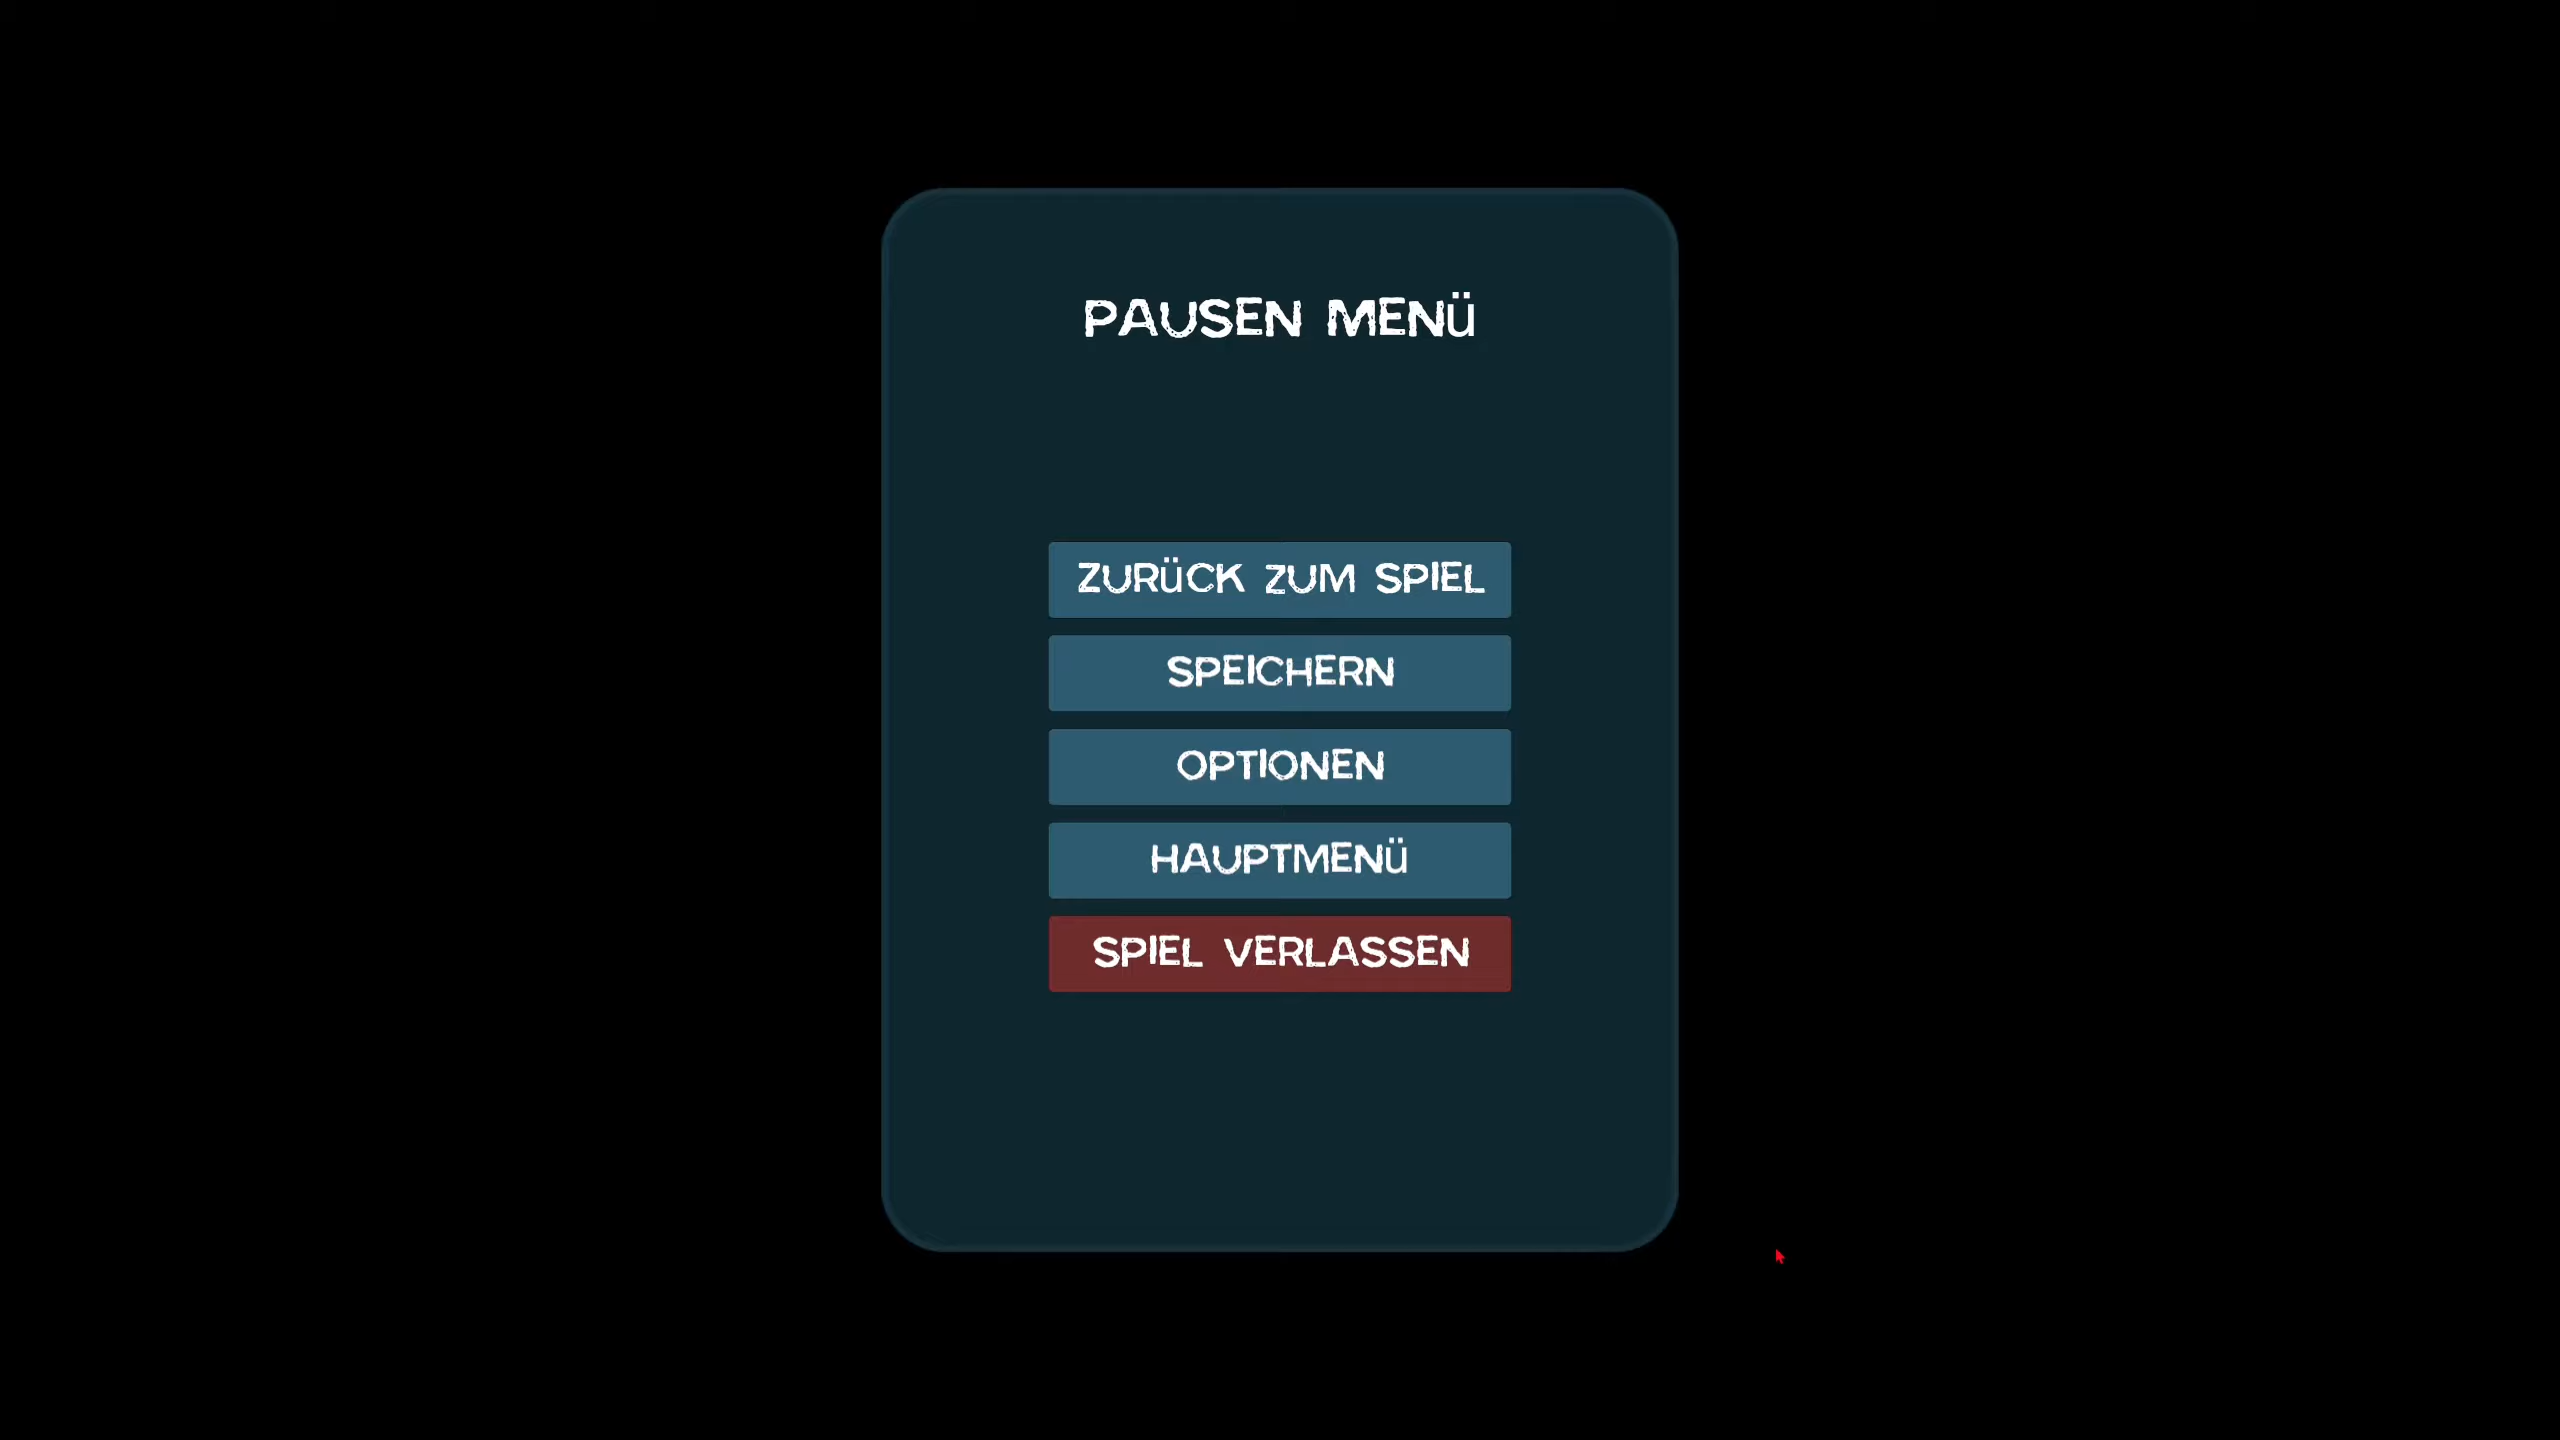 PAUSEN MENÜ
ZURÜCK ZUM SPIEL
SPEICHERN
OPTIONEN
HAUPTMENÜ
SPIEL VERLASSEN